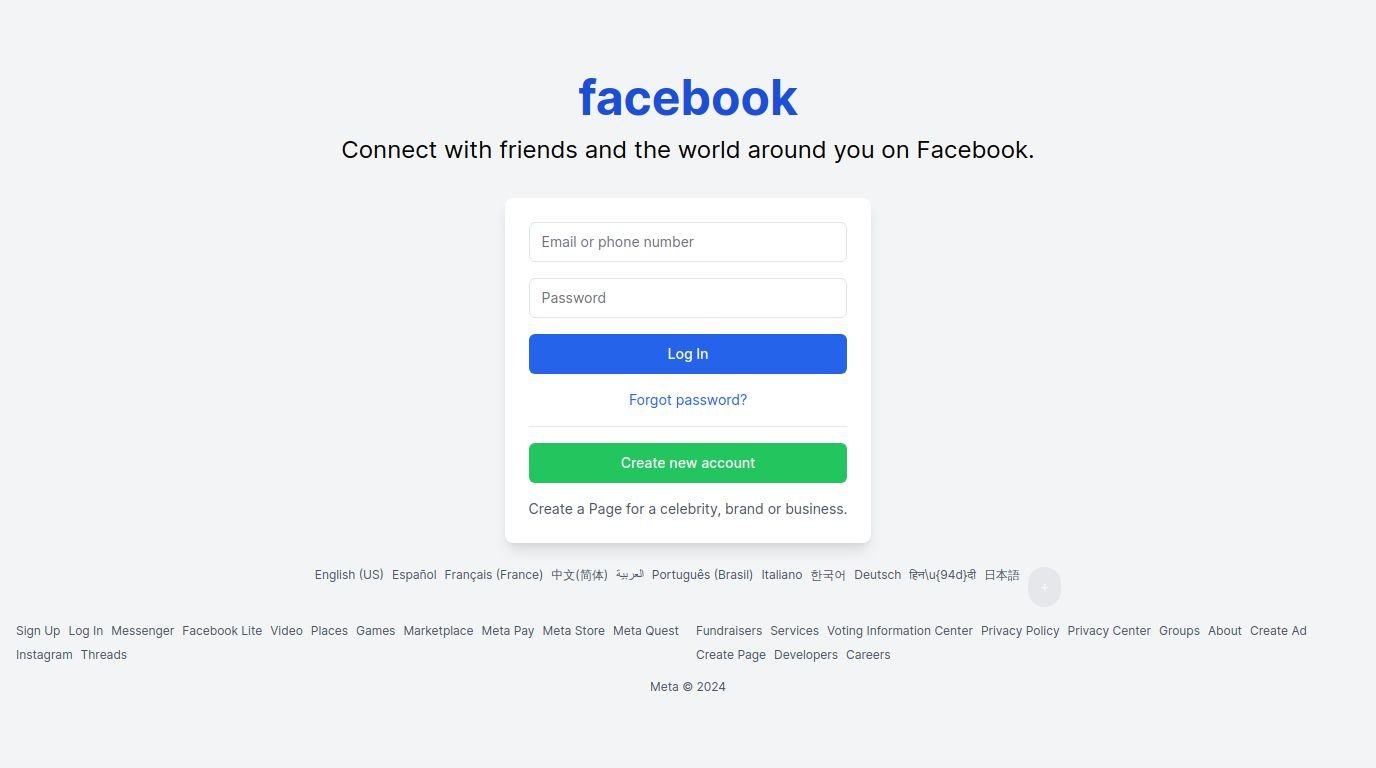 facebook
Connect with friends and the world around you on Facebook.
Email or phone number
Password
Log In
Forgot password?
Create new account
Create a Page for a celebrity, brand or business.
English (US) Español Français (France) 中文(简体) العربية Português (Brasil) Italiano 한국어 Deutsch हिन\u{94d}दी 日本語 +
Sign Up Log In Messenger Facebook Lite Video Places Games Marketplace Meta Pay Meta Store Meta Quest
Instagram Threads
Fundraisers Services Voting Information Center Privacy Policy Privacy Center Groups About Create Ad
Create Page Developers Careers
Meta © 2024